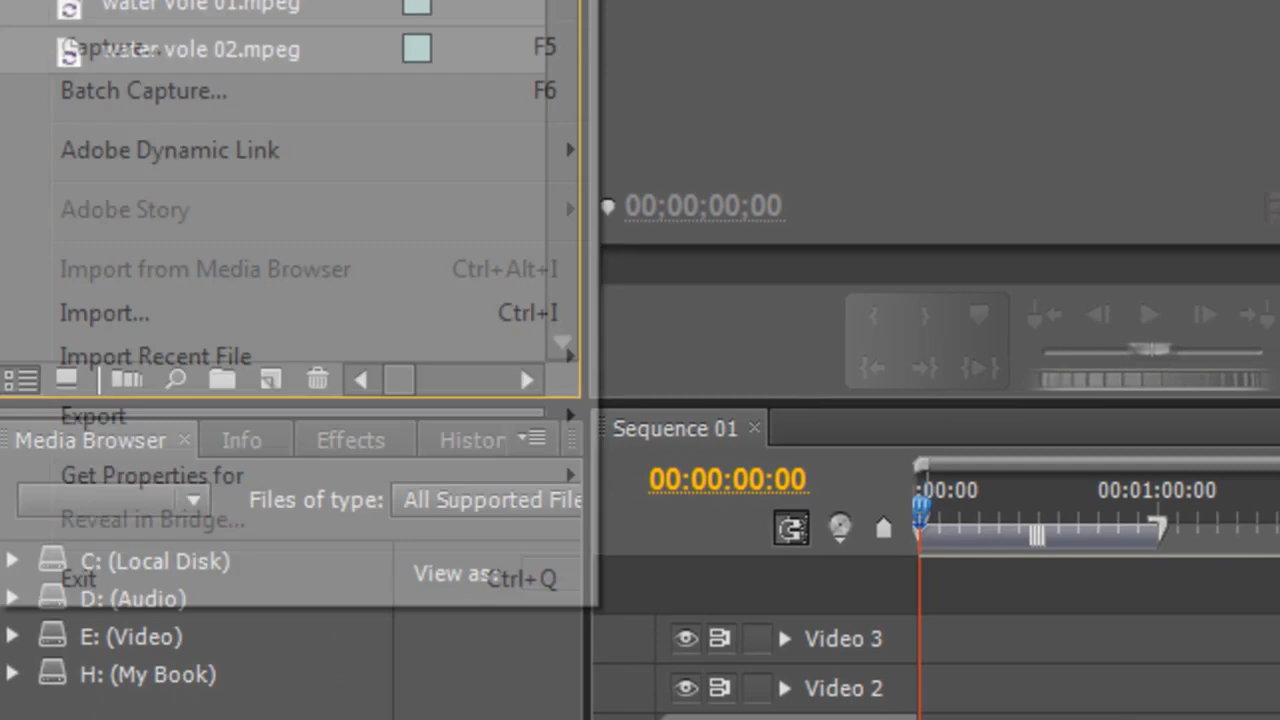 water vole 01.mpeg
water vole 02.mpeg
Capture... F5
Batch Capture... F6
Adobe Dynamic Link
Adobe Story
00;00;00;00
Import from Media Browser Ctrl+Alt+I
Import... Ctrl+I
Import Recent File
Export
Media Browser Info Effects Histor
Sequence 01
Get Properties for
00:00:00:00
:00:00 00:01:00:00
Files of type: All Supported File
Reveal in Bridge...
C: (Local Disk)
View as:
Exit Ctrl+Q
D: (Audio)
E: (Video)
H: (My Book)
Video 3
Video 2